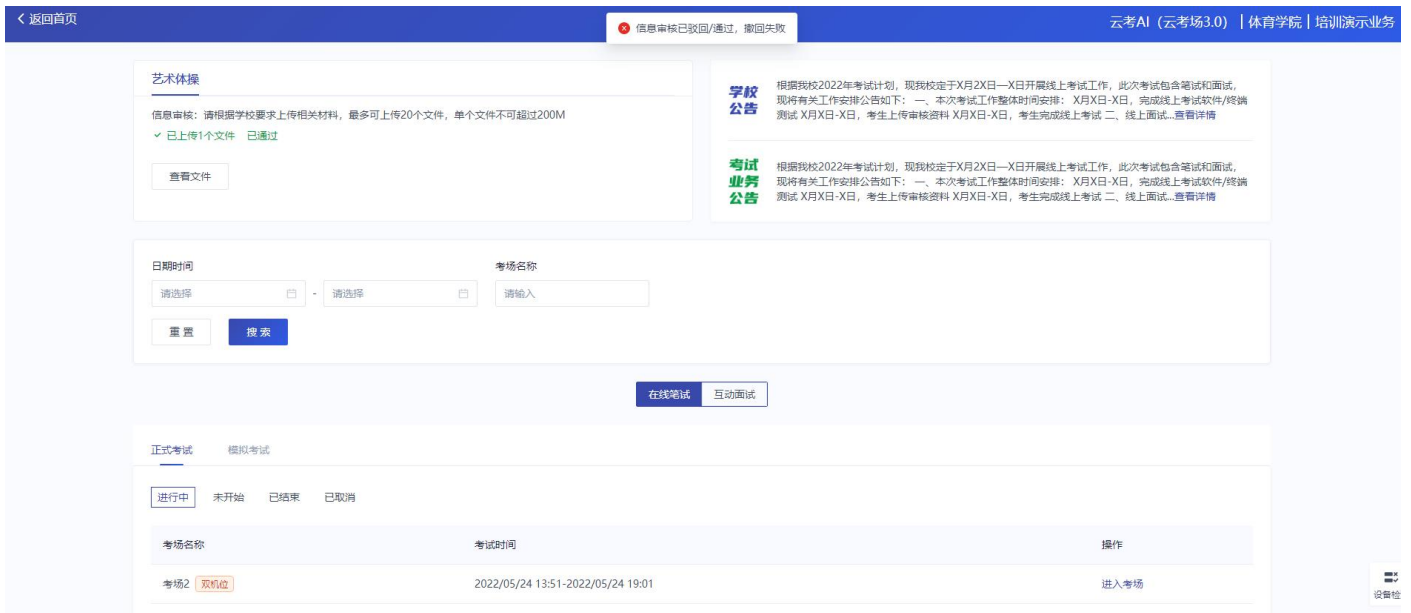 返回首页
信息审核已驳回/通过，撤回失败
云考AI（云考场3.0）｜体育学院｜培训演示业务
艺术体操
信息审核：请根据学校要求上传相关材料，最多可上传20个文件，单个文件不可超过200M
已上传1个文件 已通过
查看文件
学校
公告
根据我校2022年考试计划，现我校定于X月2X日—X日开展线上考试工作，此次考试包含笔试和面试，
现将有关工作安排公告如下： 一、本次考试工作整体时间安排： X月X日-X日，完成线上考试软件/终端
测试 X月X日-X日，考生上传审核资料 X月X日-X日，考生完成线上考试 二、线上面试...查看详情
考试
业务
公告
根据我校2022年考试计划，现我校定于X月2X日—X日开展线上考试工作，此次考试包含笔试和面试，
现将有关工作安排公告如下： 一、本次考试工作整体时间安排： X月X日-X日，完成线上考试软件/终端
测试 X月X日-X日，考生上传审核资料 X月X日-X日，考生完成线上考试 二、线上面试...查看详情
日期时间 考场名称
请选择 - 请选择 请输入
重置 搜索
在线笔试 互动面试
正式考试 模拟考试
进行中 未开始 已结束 已取消
考场名称 考试时间 操作
考场2 双机位 2022/05/24 13:51-2022/05/24 19:01 进入考场
设备检